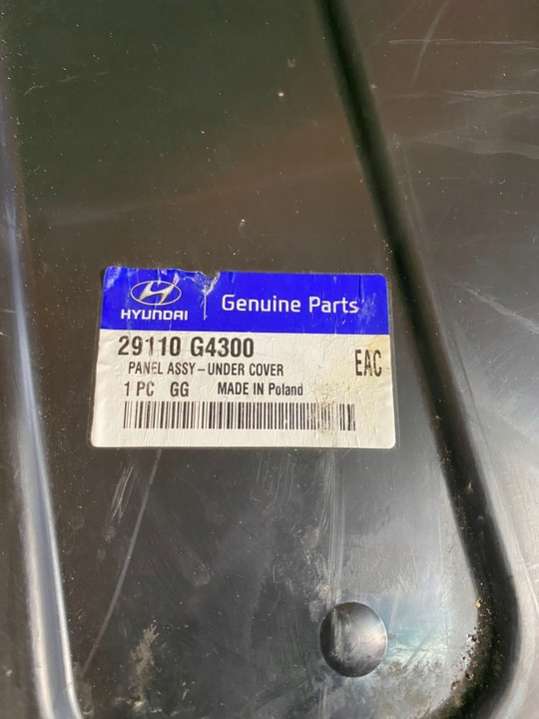 HYUNDAI
Genuine Parts
29110 G4300
PANEL ASSY-UNDER COVER
EAC
1 PC GG MADE IN Poland